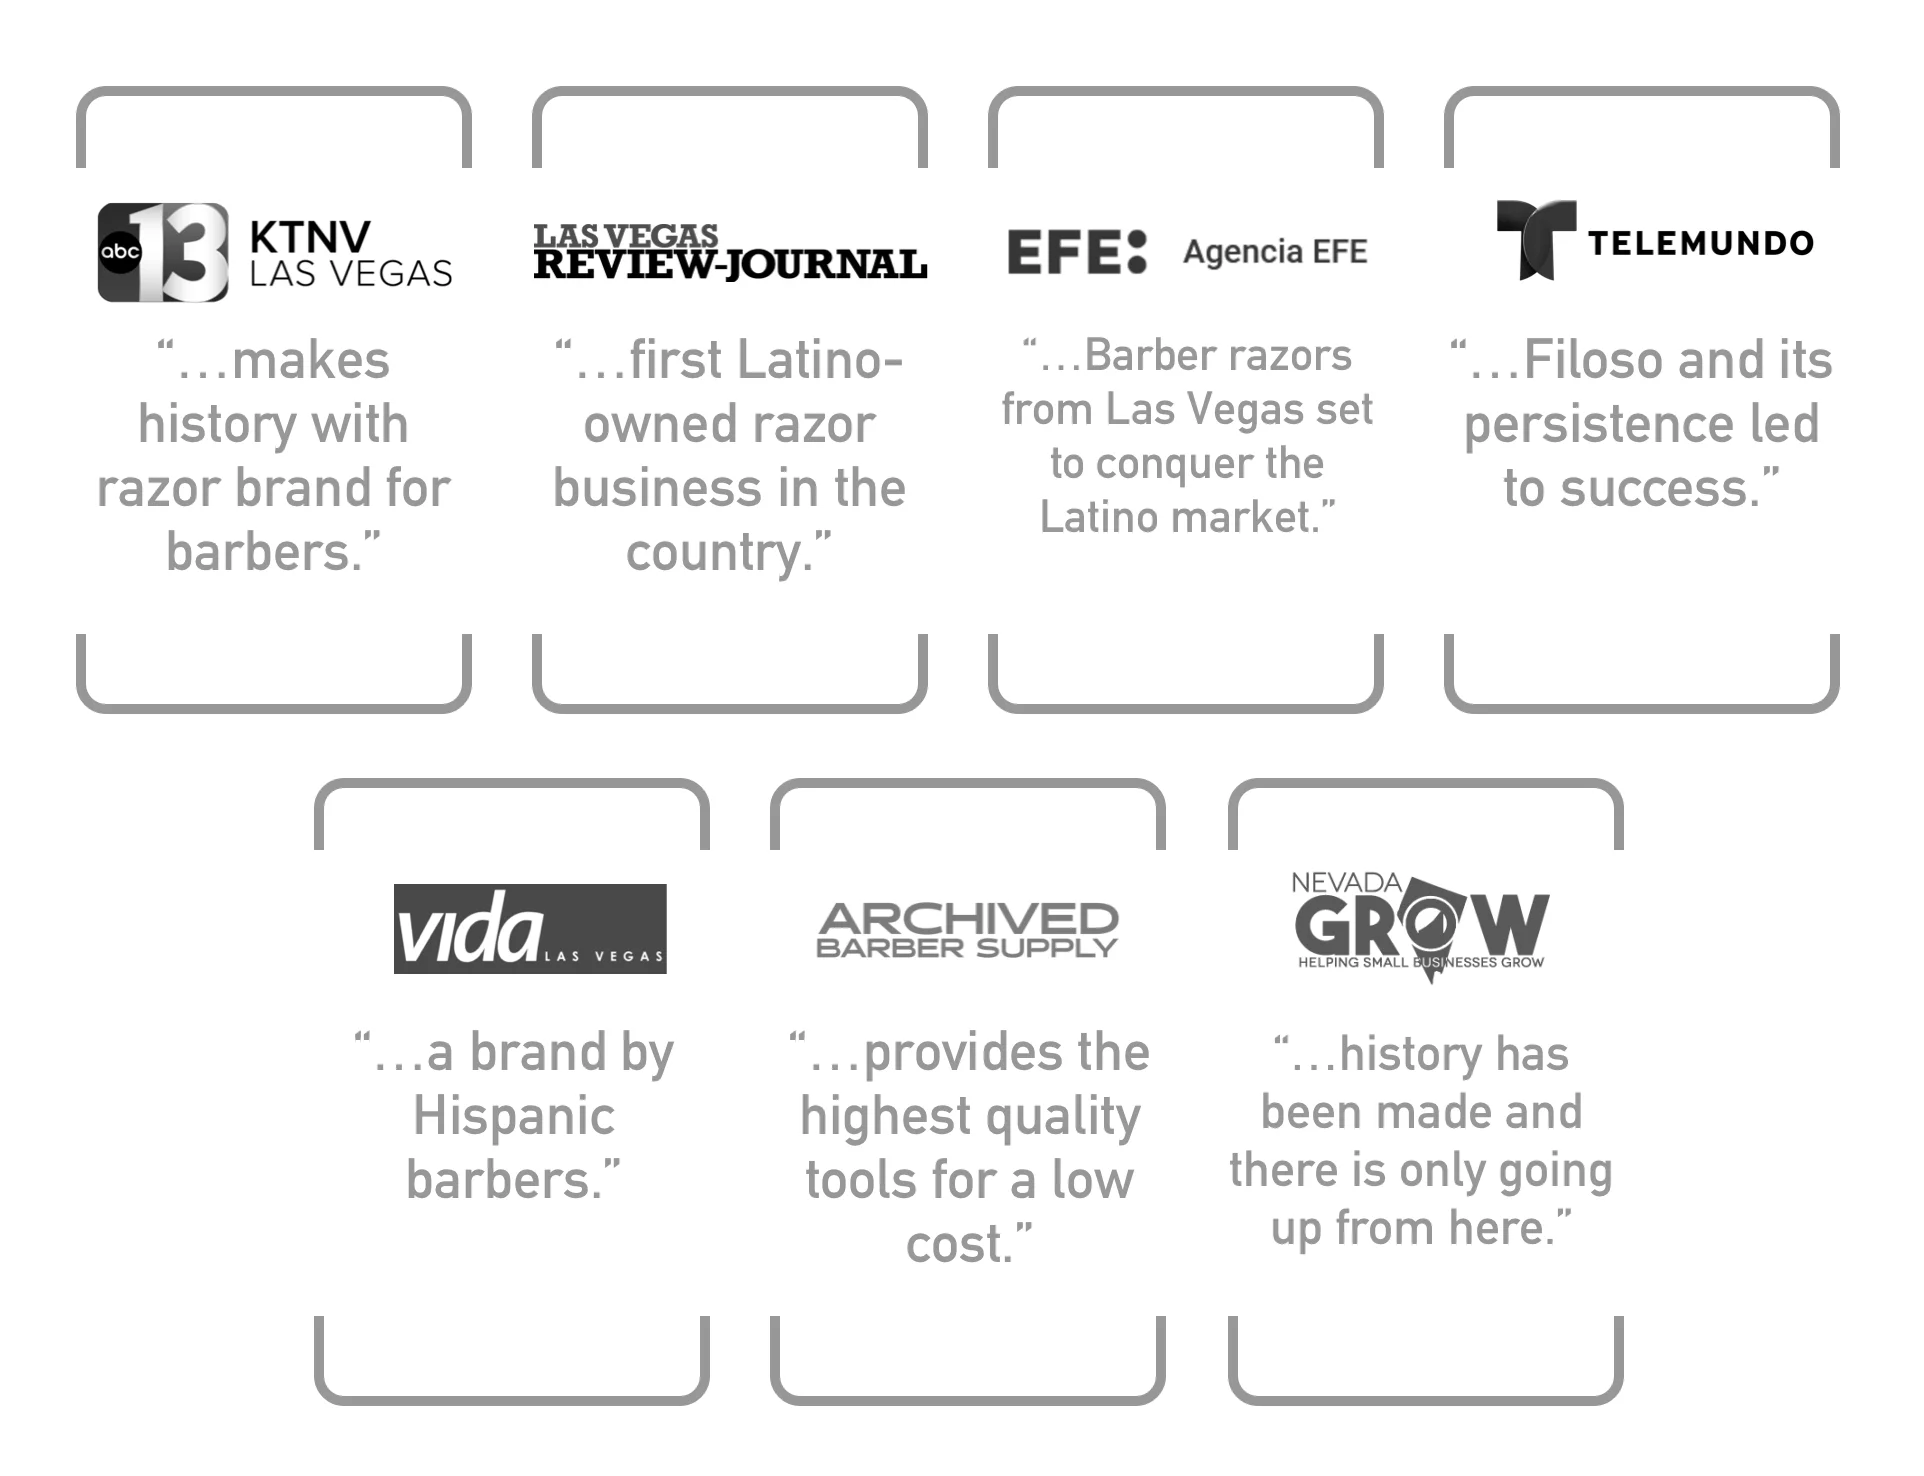 abc 13 KTNV
LAS VEGAS
“...makes
history with
razor brand for
barbers.”
LAS VEGAS
REVIEW-JOURNAL
“...first Latino-
owned razor
business in the
country.”
EFE: Agencia EFE
“...Barber razors
from Las Vegas set
to conquer the
Latino market.”
TELEMUNDO
“...Filoso and its
persistence led
to success.”
vida LAS VEGAS
“...a brand by
Hispanic
barbers.”
ARCHIVED
BARBER SUPPLY
“...provides the
highest quality
tools for a low
cost.”
NEVADA
GROW
HELPING SMALL BUSINESSES GROW
“...history has
been made and
there is only going
up from here.”